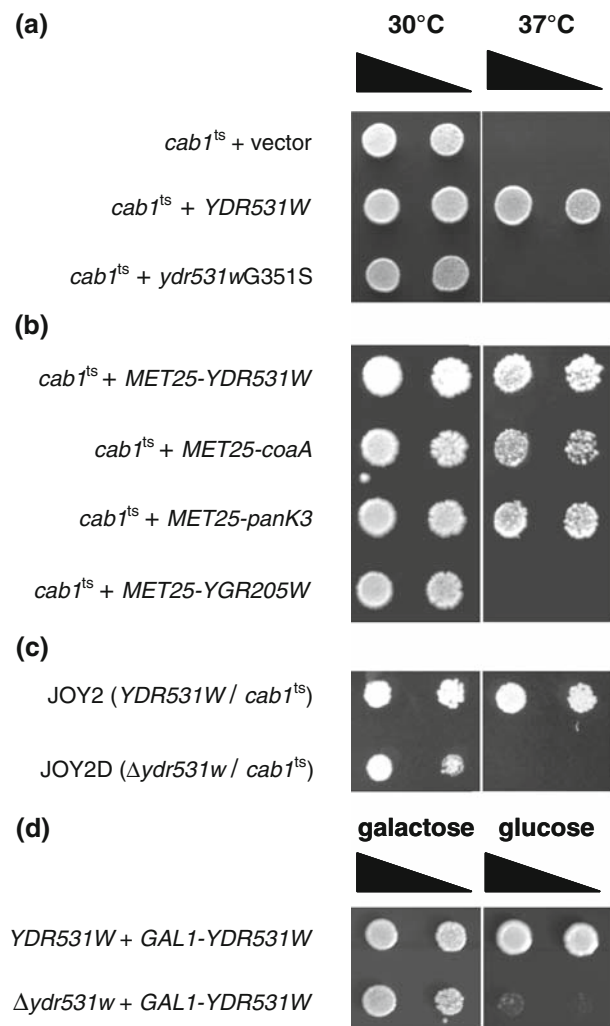 (a)
30°C 37°C
cab1ts + vector
cab1ts + YDR531W
cab1ts + ydr531wG351S
(b)
cab1ts + MET25-YDR531W
cab1ts + MET25-coaA
cab1ts + MET25-panK3
cab1ts + MET25-YGR205W
(c)
JOY2 (YDR531W / cab1ts)
JOY2D (Δydr531w / cab1ts)
(d)
galactose glucose
YDR531W + GAL1-YDR531W
Δydr531w + GAL1-YDR531W